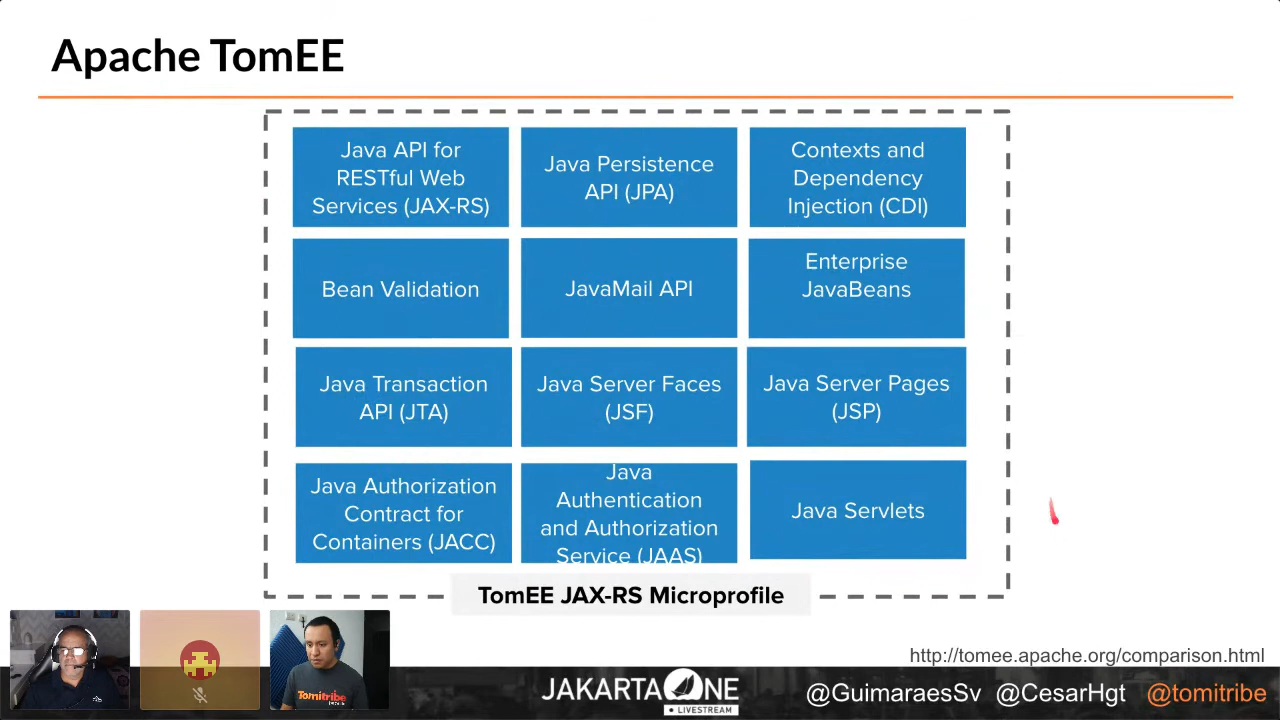 Apache TomEE
Java API for
RESTful Web
Services (JAX-RS)
Java Persistence
API (JPA)
Contexts and
Dependency
Injection (CDI)
Bean Validation
JavaMail API
Enterprise
JavaBeans
Java Transaction
API (JTA)
Java Server Faces
(JSF)
Java Server Pages
(JSP)
Java Authorization
Contract for
Containers (JACC)
Java
Authentication
and Authorization
Service (JAAS)
Java Servlets
TomEE JAX-RS Microprofile
http://tomee.apache.org/comparison.html
Tomitribe
JAKARTAONE
LIVESTREAM
@GuimaraesSv @CesarHgt @tomitribe